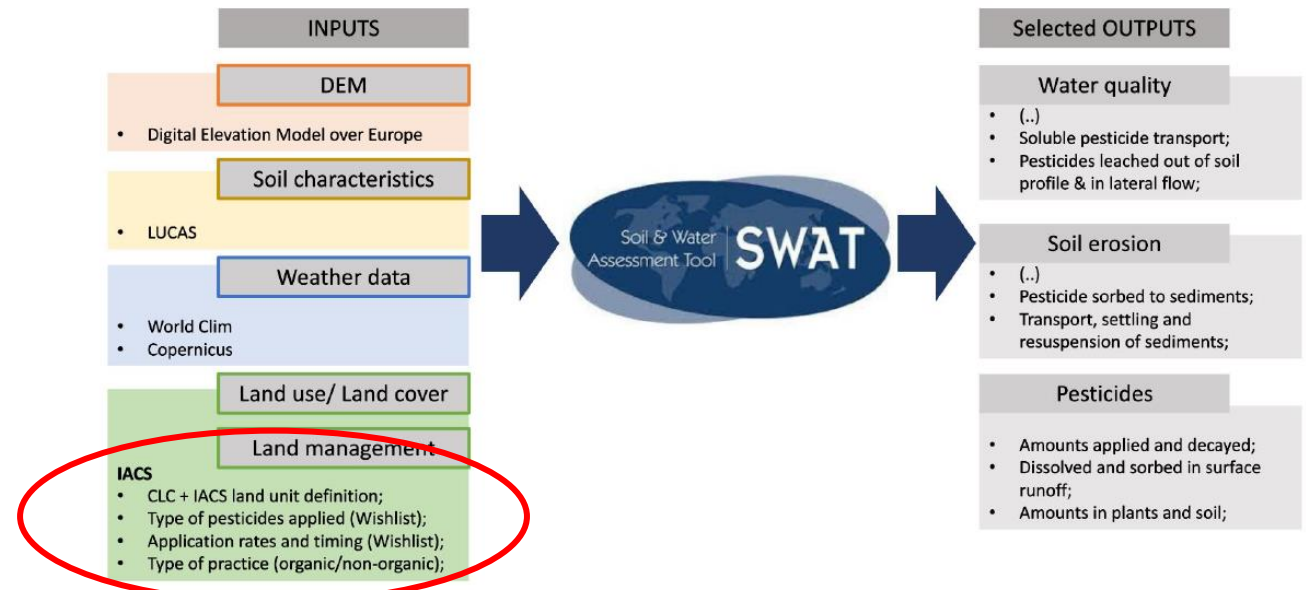 INPUTS
DEM
• Digital Elevation Model over Europe
Soil characteristics
• LUCAS
Weather data
• World Clim
• Copernicus
Land use/ Land cover
Land management
IACS
• CLC + IACS land unit definition;
• Type of pesticides applied (Wishlist);
• Application rates and timing (Wishlist);
• Type of practice (organic/non-organic);
Soil & Water
Assessment Tool
SWAT
Selected OUTPUTS
Water quality
• (..)
• Soluble pesticide transport;
• Pesticides leached out of soil
profile & in lateral flow;
Soil erosion
• (..)
• Pesticide sorbed to sediments;
• Transport, settling and
resuspension of sediments;
Pesticides
• Amounts applied and decayed;
• Dissolved and sorbed in surface
runoff;
• Amounts in plants and soil;